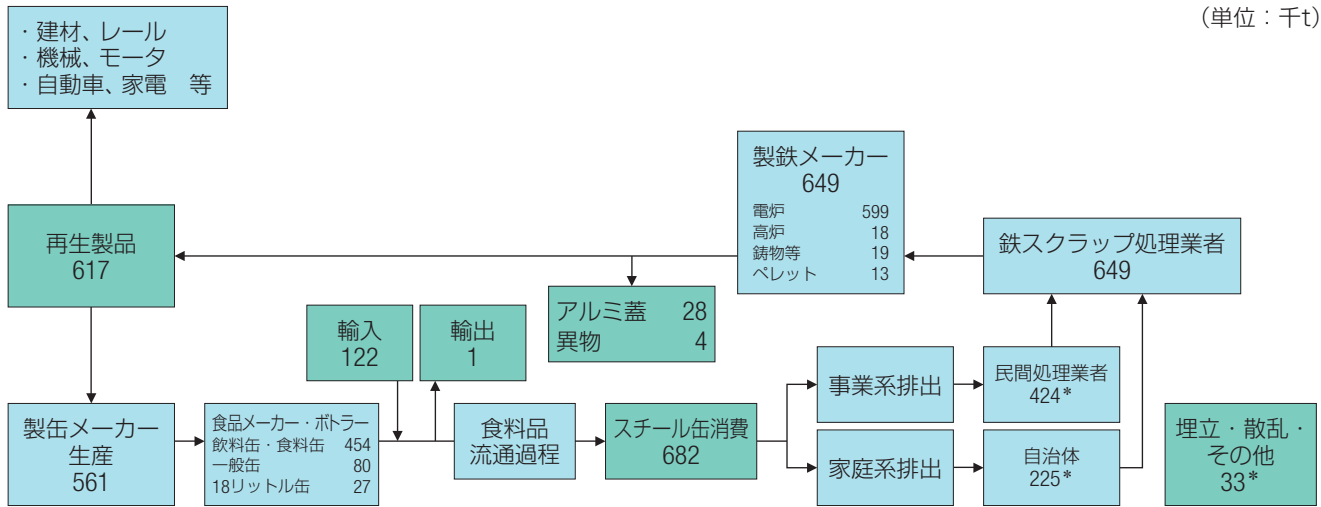 （単位：千t）
・建材、レール
・機械、モータ
・自動車、家電　等
製鉄メーカー
649
電炉 599
高炉 18
鋳物等 19
ペレット 13
再生製品
617
鉄スクラップ処理業者
649
アルミ蓋 28
異物 4
輸入
122
輸出
1
製缶メーカー
生産
561
食品メーカー・ボトラー
飲料缶・食料缶 454
一般缶 80
18リットル缶 27
食料品
流通過程
スチール缶消費
682
事業系排出
家庭系排出
民間処理業者
424*
自治体
225*
埋立・散乱・
その他
33*